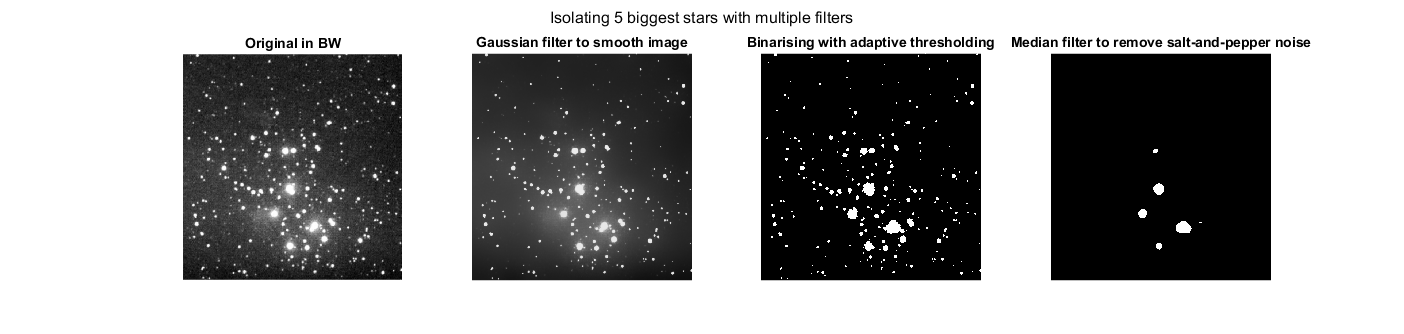 Isolating 5 biggest stars with multiple filters
Original in BW
Gaussian filter to smooth image
Binarising with adaptive thresholding
Median filter to remove salt-and-pepper noise